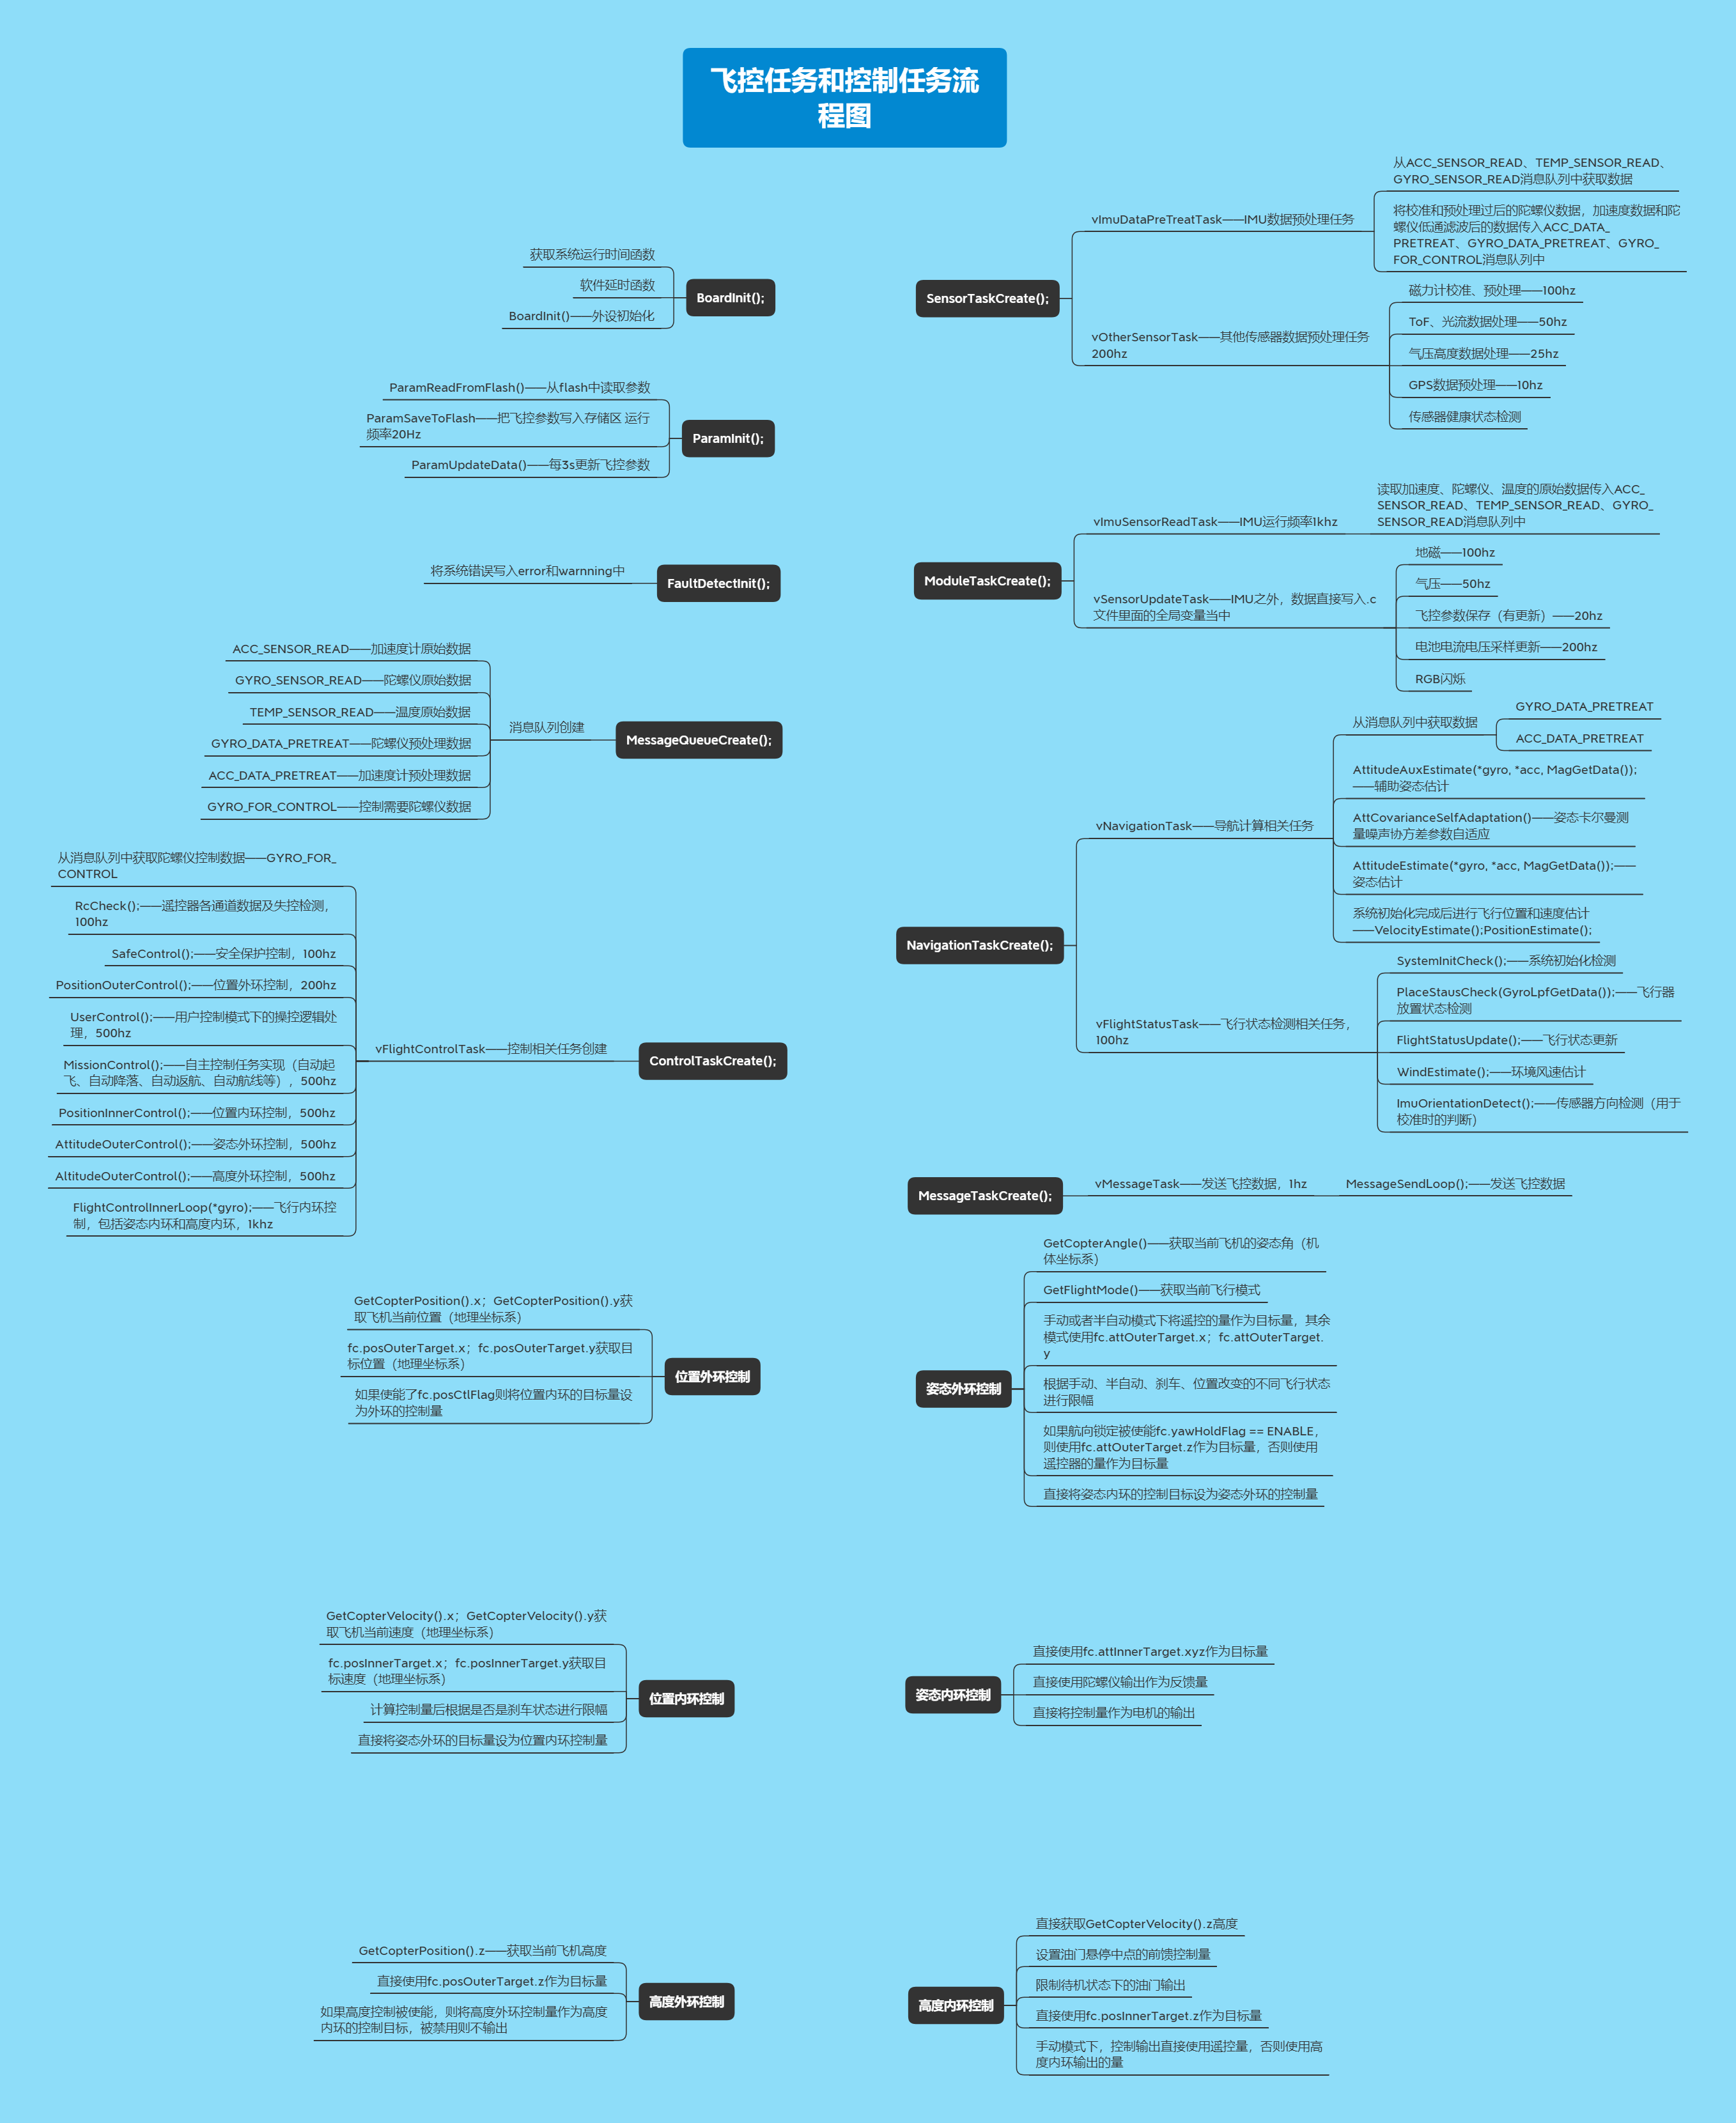 飞控任务和控制任务流
程图
获取系统运行时间函数
软件延时函数
BoardInit()——外设初始化
BoardInit();
ParamReadFromFlash()——从flash中读取参数
ParamSaveToFlash——把飞控参数写入存储区 运行
频率20Hz
ParamUpdateData()——每3s更新飞控参数
ParamInit();
将系统错误写入error和warnning中
FaultDetectInit();
ACC_SENSOR_READ——加速度计原始数据
GYRO_SENSOR_READ——陀螺仪原始数据
TEMP_SENSOR_READ——温度原始数据
GYRO_DATA_PRETREAT——陀螺仪预处理数据
ACC_DATA_PRETREAT——加速度计预处理数据
GYRO_FOR_CONTROL——控制需要陀螺仪数据
消息队列创建
MessageQueueCreate();
从消息队列中获取陀螺仪控制数据——GYRO_FOR_
CONTROL
RcCheck();——遥控器各通道数据及失控检测，
100hz
SafeControl();——安全保护控制，100hz
PositionOuterControl();——位置外环控制，200hz
UserControl();——用户控制模式下的操控逻辑处
理，500hz
MissionControl();——自主控制任务实现（自动起
飞、自动降落、自动返航、自动航线等），500hz
PositionInnerControl();——位置内环控制，500hz
AttitudeOuterControl();——姿态外环控制，500hz
AltitudeOuterControl();——高度外环控制，500hz
FlightControlInnerLoop(*gyro);——飞行内环控
制，包括姿态内环和高度内环，1khz
vFlightControlTask——控制相关任务创建
ControlTaskCreate();
GetCopterPosition().x；GetCopterPosition().y获
取飞机当前位置（地理坐标系）
fc.posOuterTarget.x；fc.posOuterTarget.y获取目
标位置（地理坐标系）
如果使能了fc.posCtlFlag则将位置内环的目标量设
为外环的控制量
位置外环控制
GetCopterVelocity().x；GetCopterVelocity().y获
取飞机当前速度（地理坐标系）
fc.posInnerTarget.x；fc.posInnerTarget.y获取目
标速度（地理坐标系）
计算控制量后根据是否是刹车状态进行限幅
直接将姿态外环的目标量设为位置内环控制量
位置内环控制
GetCopterPosition().z——获取当前飞机高度
直接使用fc.posOuterTarget.z作为目标量
如果高度控制被使能，则将高度外环控制量作为高度
内环的控制目标，被禁用则不输出
高度外环控制
SensorTaskCreate();
vImuDataPreTreatTask——IMU数据预处理任务
从ACC_SENSOR_READ、TEMP_SENSOR_READ、
GYRO_SENSOR_READ消息队列中获取数据
将校准和预处理过后的陀螺仪数据，加速度数据和陀
螺仪低通滤波后的数据传入ACC_DATA_
PRETREAT、GYRO_DATA_PRETREAT、GYRO_
FOR_CONTROL消息队列中
vOtherSensorTask——其他传感器数据预处理任务
200hz
磁力计校准、预处理——100hz
ToF、光流数据处理——50hz
气压高度数据处理——25hz
GPS数据预处理——10hz
传感器健康状态检测
ModuleTaskCreate();
vImuSensorReadTask——IMU运行频率1khz
读取加速度、陀螺仪、温度的原始数据传入ACC_
SENSOR_READ、TEMP_SENSOR_READ、GYRO_
SENSOR_READ消息队列中
vSensorUpdateTask——IMU之外，数据直接写入.c
文件里面的全局变量当中
地磁——100hz
气压——50hz
飞控参数保存（有更新）——20hz
电池电流电压采样更新——200hz
RGB闪烁
NavigationTaskCreate();
vNavigationTask——导航计算相关任务
从消息队列中获取数据
GYRO_DATA_PRETREAT
ACC_DATA_PRETREAT
AttitudeAuxEstimate(*gyro, *acc, MagGetData());
——辅助姿态估计
AttCovarianceSelfAdaptation()——姿态卡尔曼测
量噪声协方差参数自适应
AttitudeEstimate(*gyro, *acc, MagGetData());——
姿态估计
系统初始化完成后进行飞行位置和速度估计
——VelocityEstimate();PositionEstimate();
vFlightStatusTask——飞行状态检测相关任务，
100hz
SystemInitCheck();——系统初始化检测
PlaceStausCheck(GyroLpfGetData());——飞行器
放置状态检测
FlightStatusUpdate();——飞行状态更新
WindEstimate();——环境风速估计
ImuOrientationDetect();——传感器方向检测（用于
校准时的判断）
MessageTaskCreate();
vMessageTask——发送飞控数据，1hz
MessageSendLoop();——发送飞控数据
姿态外环控制
GetCopterAngle()——获取当前飞机的姿态角（机
体坐标系）
GetFlightMode()——获取当前飞行模式
手动或者半自动模式下将遥控的量作为目标量，其余
模式使用fc.attOuterTarget.x；fc.attOuterTarget.
y
根据手动、半自动、刹车、位置改变的不同飞行状态
进行限幅
如果航向锁定被使能fc.yawHoldFlag == ENABLE，
则使用fc.attOuterTarget.z作为目标量，否则使用
遥控器的量作为目标量
直接将姿态内环的控制目标设为姿态外环的控制量
姿态内环控制
直接使用fc.attInnerTarget.xyz作为目标量
直接使用陀螺仪输出作为反馈量
直接将控制量作为电机的输出
高度内环控制
直接获取GetCopterVelocity().z高度
设置油门悬停中点的前馈控制量
限制待机状态下的油门输出
直接使用fc.posInnerTarget.z作为目标量
手动模式下，控制输出直接使用遥控量，否则使用高
度内环输出的量